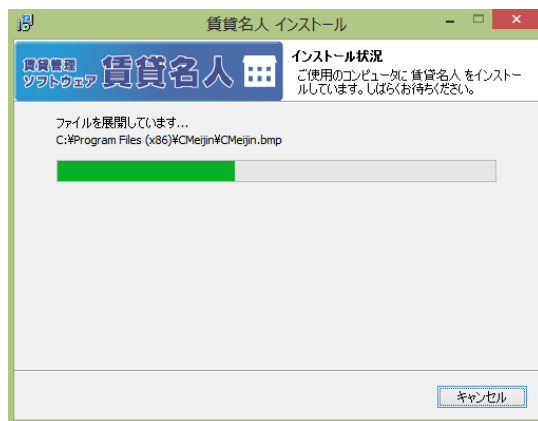 賃貸名人 インストール
賃貸管理
ソフトウェア 賃貸名人
インストール状況
ご使用のコンピュータに 賃貸名人 をインストー
ルしています。しばらくお待ちください。
ファイルを展開しています...
C:¥Program Files (x86)¥CMeijin¥CMeijin.bmp
キャンセル